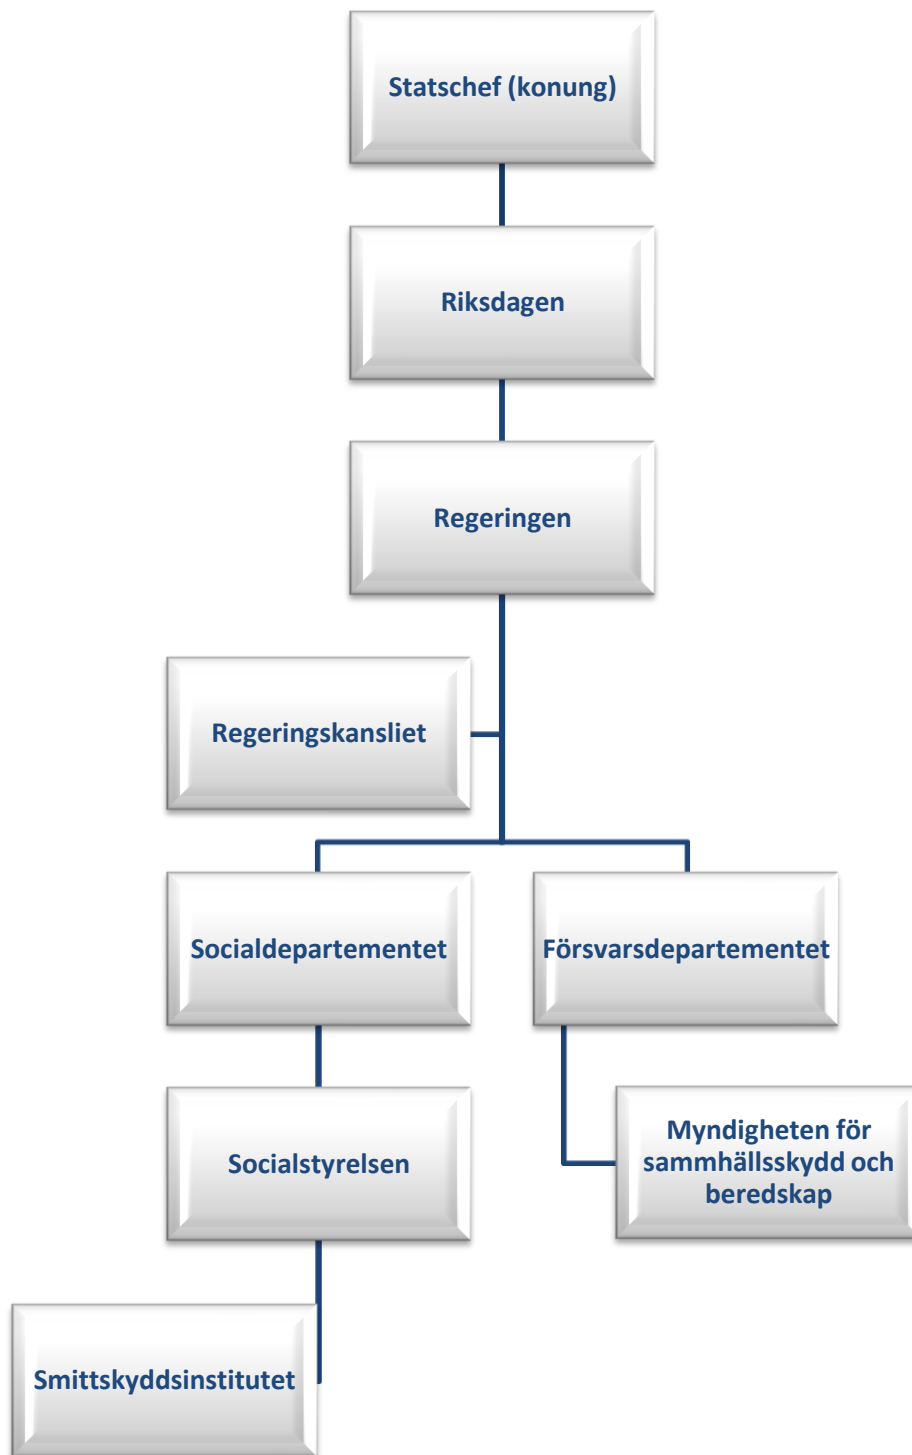 Statschef (konung)
Riksdagen
Regeringen
Regeringskansliet
Socialdepartementet
Försvarsdepartementet
Socialstyrelsen
Myndigheten för
sammhällsskydd och
beredskap
Smittskyddsinstitutet